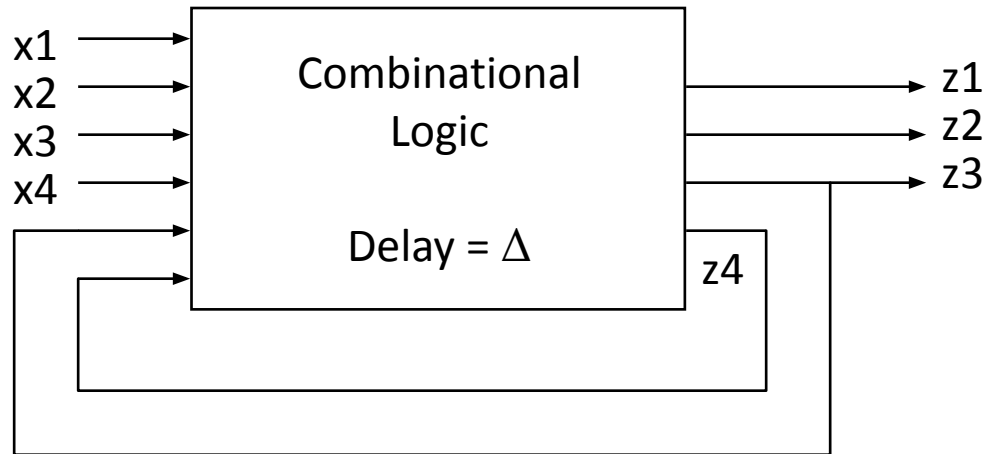 x1
x2
x3
x4
Combinational
Logic
Delay = Δ
z1
z2
z3
z4